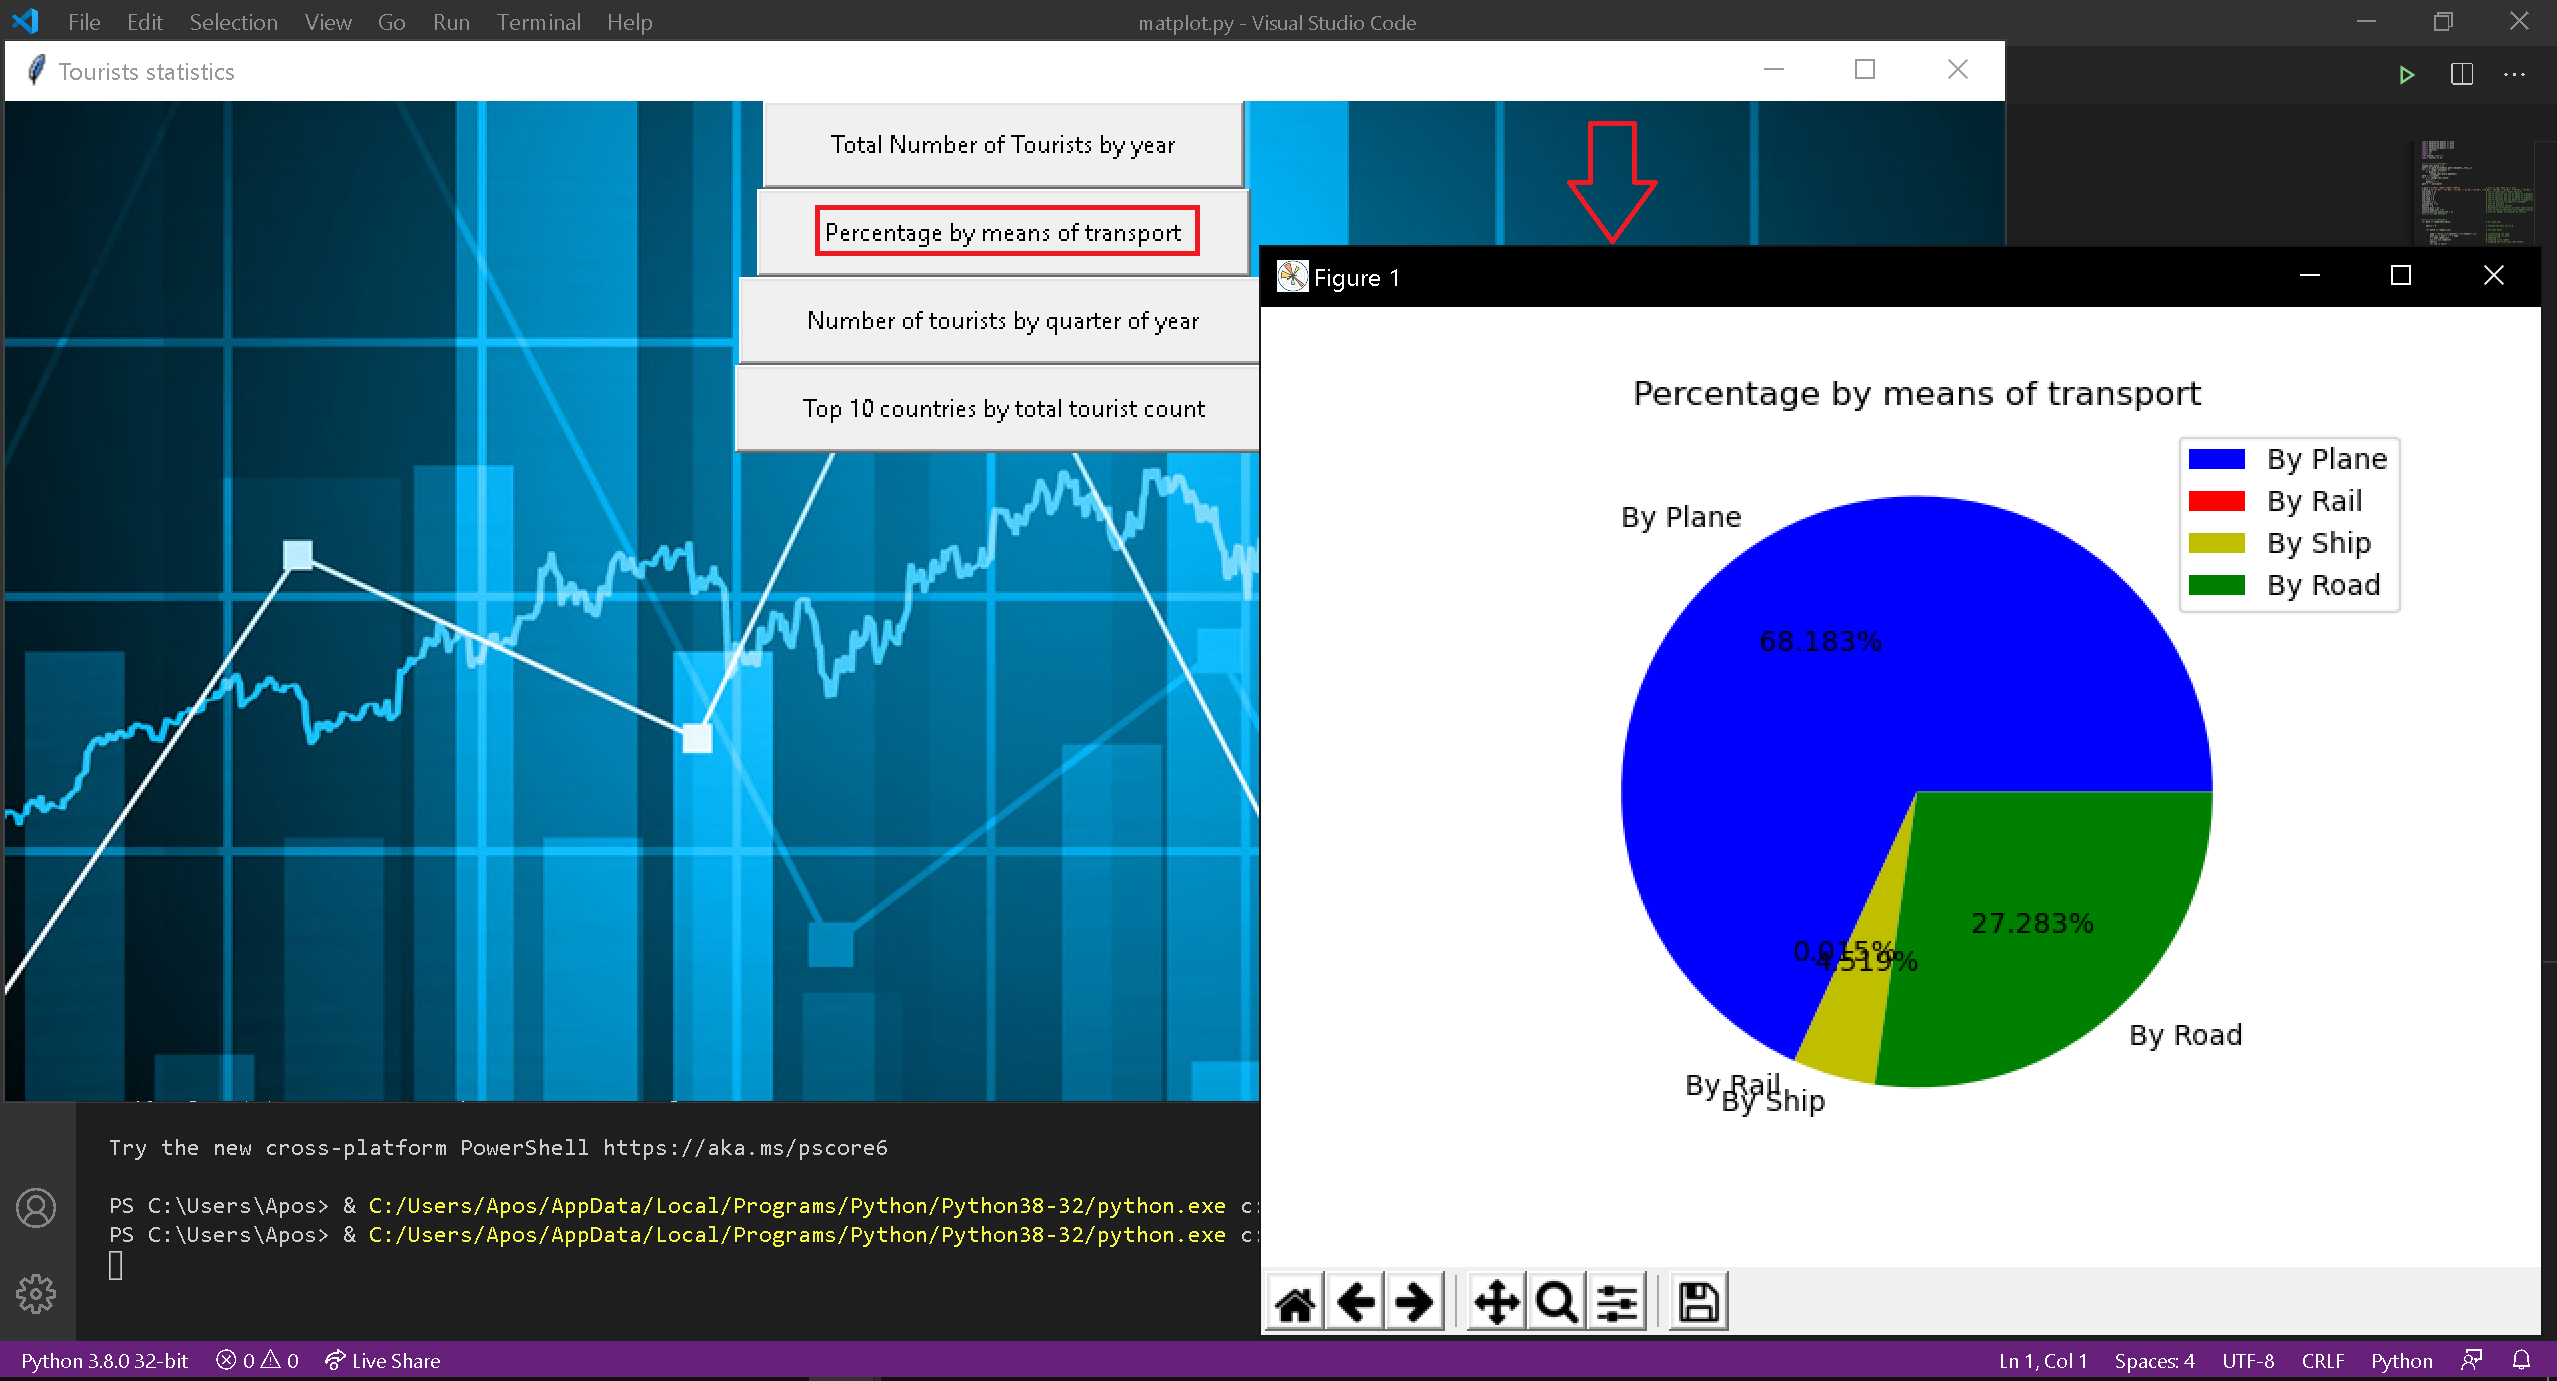 File Edit Selection View Go Run Terminal Help
matplot.py - Visual Studio Code
Tourists statistics
Total Number of Tourists by year
Percentage by means of transport
Number of tourists by quarter of year
Top 10 countries by total tourist count
Figure 1
Percentage by means of transport
By Plane
By Rail
By Ship
By Road
By Plane
68.183%
27.283%
0.015%
4.519%
By Road
By Rail
By Ship
Try the new cross-platform PowerShell https://aka.ms/pscore6
PS C:\Users\Apos> & C:/Users/Apos/AppData/Local/Programs/Python/Python38-32/python.exe c:
PS C:\Users\Apos> & C:/Users/Apos/AppData/Local/Programs/Python/Python38-32/python.exe c:
Python 3.8.0 32-bit 0 0 Live Share
Ln 1, Col 1 Spaces: 4 UTF-8 CRLF Python